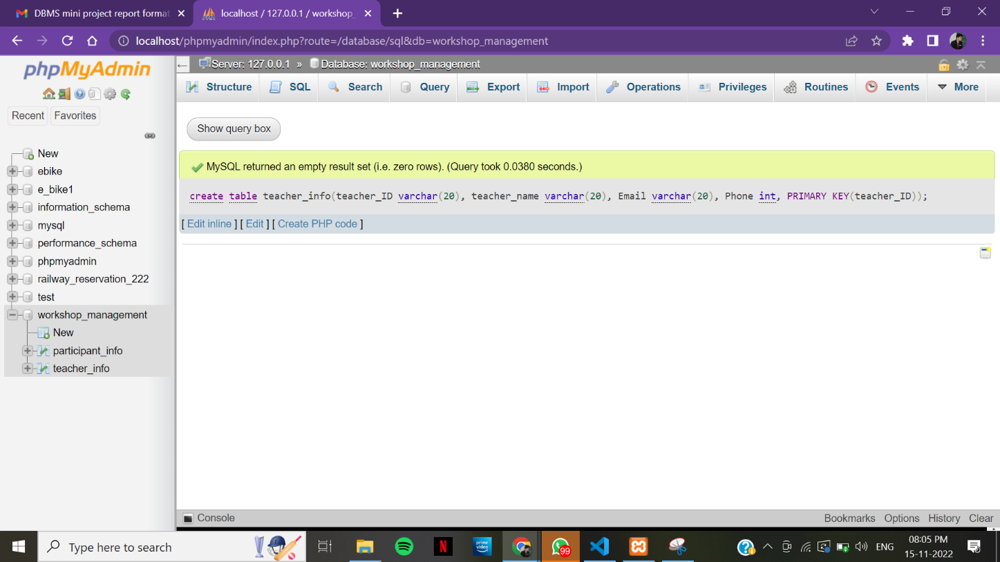 DBMS mini project report format
localhost / 127.0.0.1 / workshop_
localhost/phpmyadmin/index.php?route=/database/sql&db=workshop_management
phpMyAdmin
Recent Favorites
New
ebike
e_bike1
information_schema
mysql
performance_schema
phpmyadmin
railway_reservation_222
test
workshop_management
New
participant_info
teacher_info
Server: 127.0.0.1 » Database: workshop_management
Structure SQL Search Query Export Import Operations Privileges Routines Events More
Show query box
MySQL returned an empty result set (i.e. zero rows). (Query took 0.0380 seconds.)
create table teacher_info(teacher_ID varchar(20), teacher_name varchar(20), Email varchar(20), Phone int, PRIMARY KEY(teacher_ID));
[ Edit inline ] [ Edit ] [ Create PHP code ]
Console
Bookmarks Options History Clear
Type here to search
prime video
99
ENG
08:05 PM
15-11-2022